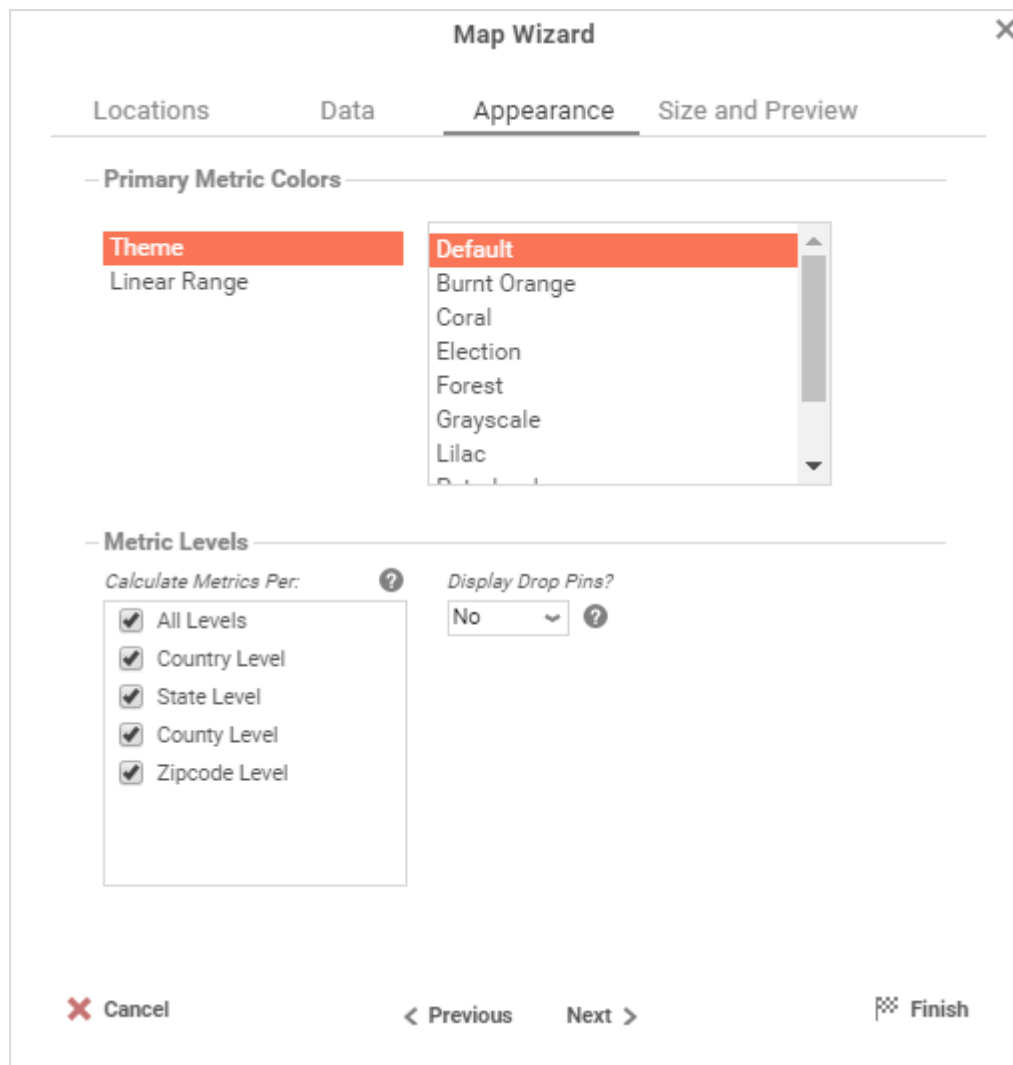 Map Wizard
Locations Data Appearance Size and Preview
Primary Metric Colors
Theme
Linear Range
Default
Burnt Orange
Coral
Election
Forest
Grayscale
Lilac
Metric Levels
Calculate Metrics Per: ?
All Levels
Country Level
State Level
County Level
Zipcode Level
Display Drop Pins?
No ?
Cancel < Previous Next > Finish